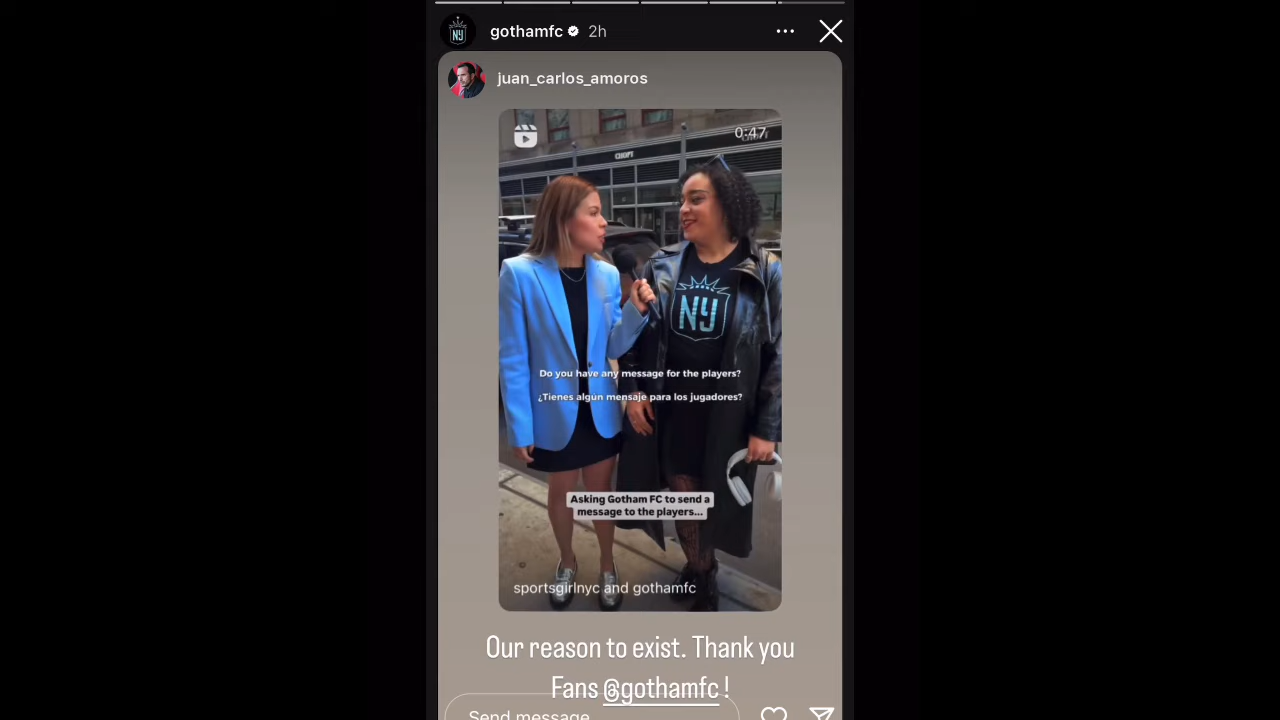 gothamfc 2h
juan_carlos_amoros
0:47
CHOPT
NY
Do you have any message for the players?
¿Tienes algún mensaje para los jugadores?
Asking Gotham FC to send a
message to the players...
sportsgirlnyc and gothamfc
Our reason to exist. Thank you
Fans @gothamfc !
Send message